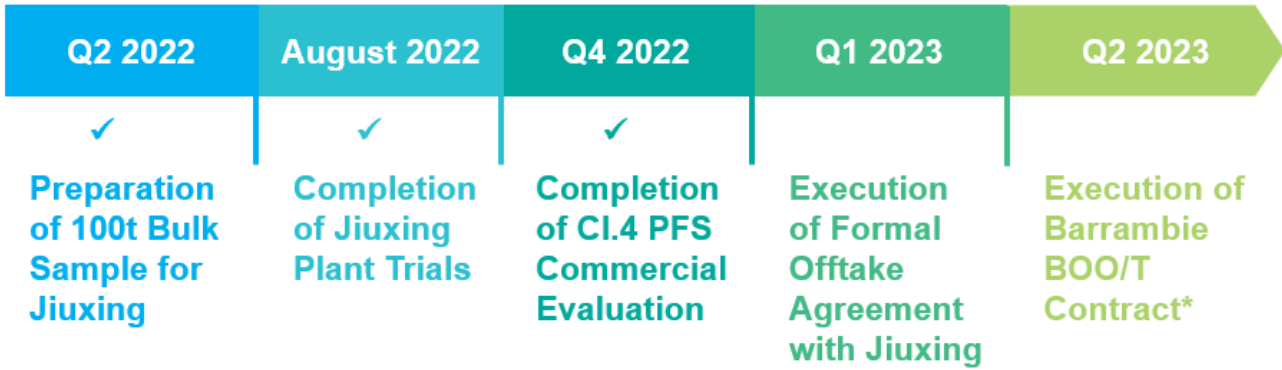 Q2 2022
August 2022
Q4 2022
Q1 2023
Q2 2023
✓
✓
✓
Preparation
of 100t Bulk
Sample for
Jiuxing
Completion
of Jiuxing
Plant Trials
Completion
of Cl.4 PFS
Commercial
Evaluation
Execution
of Formal
Offtake
Agreement
with Jiuxing
Execution of
Barrambie
BOO/T
Contract*